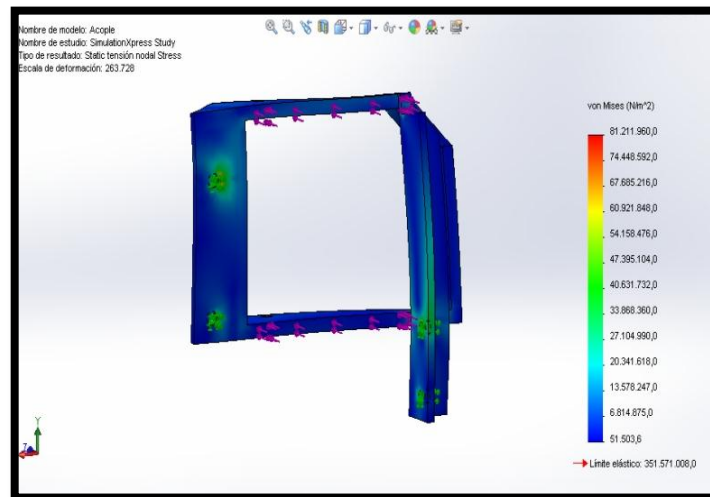 Nombre de modelo: Acople
Nombre de estudio: SimulationXpress Study
Tipo de resultado: Static tensión nodal Stress
Escala de deformación: 263.728
von Mises (N/m^2)
81.211.960,0
74.448.592,0
67.685.216,0
60.921.848,0
54.158.476,0
47.395.104,0
40.631.732,0
33.868.360,0
27.104.990,0
20.341.618,0
13.578.247,0
6.814.875,0
51.503,6
Límite elástico: 351.571.008,0
Y
Z